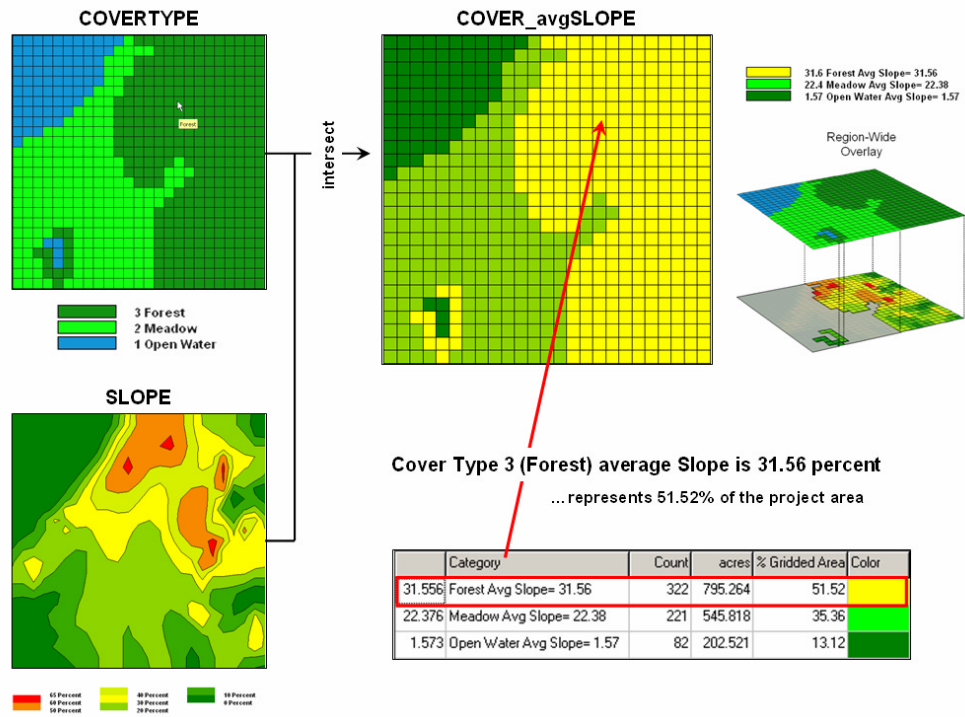 COVERTYPE
Forest
3 Forest
2 Meadow
1 Open Water
SLOPE
65 Percent
60 Percent
50 Percent
40 Percent
30 Percent
20 Percent
10 Percent
0 Percent
intersect
COVER_avgSLOPE
31.6 Forest Avg Slope= 31.56
22.4 Meadow Avg Slope= 22.38
1.57 Open Water Avg Slope= 1.57
Region-Wide
Overlay
Cover Type 3 (Forest) average Slope is 31.56 percent
...represents 51.52% of the project area
Category Count acres % Gridded Area Color
31.556 Forest Avg Slope= 31.56 322 795.264 51.52
22.376 Meadow Avg Slope= 22.38 221 545.818 35.36
1.573 Open Water Avg Slope= 1.57 82 202.521 13.12